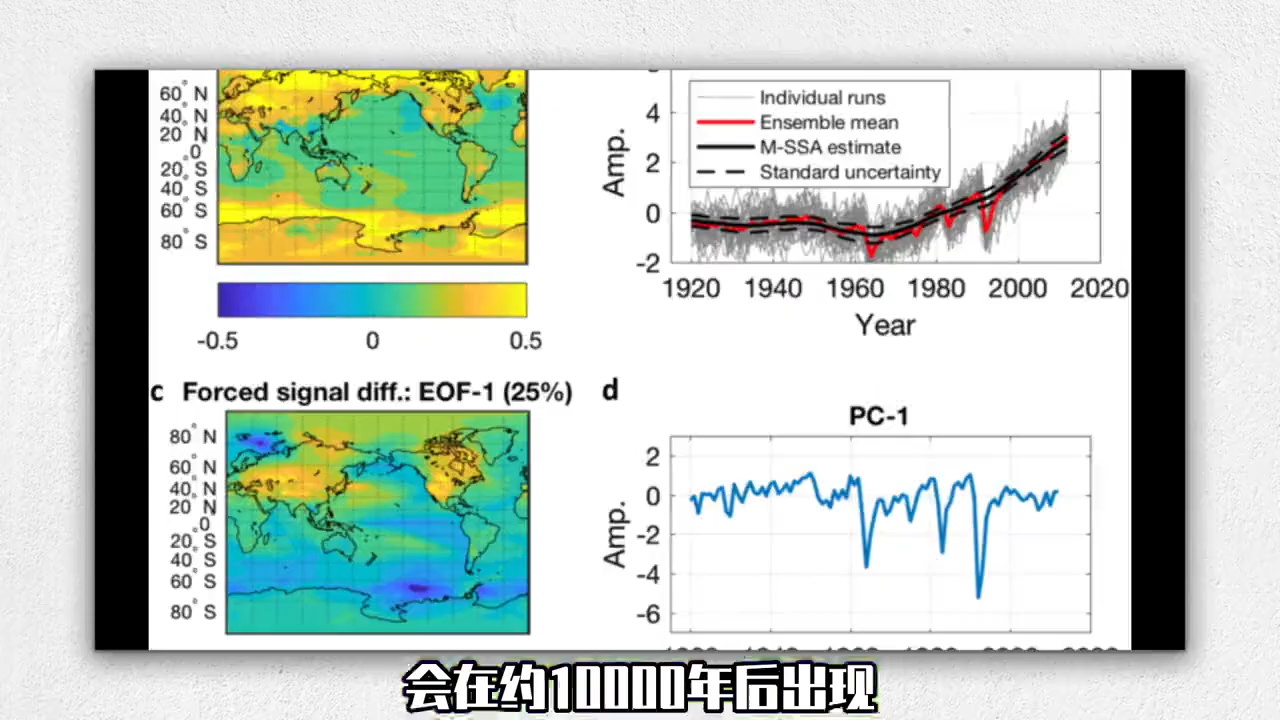 60° N
40° N
20° N
0
20° S
40° S
60° S
80° S
-0.5 0 0.5
Individual runs
Ensemble mean
M-SSA estimate
Standard uncertainty
Amp.
4
2
0
-2
1920 1940 1960 1980 2000 2020
Year
c Forced signal diff.: EOF-1 (25%)
80° N
60° N
40° N
20° N
0
20° S
40° S
60° S
80° S
d
PC-1
Amp.
2
0
-2
-4
-6
会在约10000年后出现